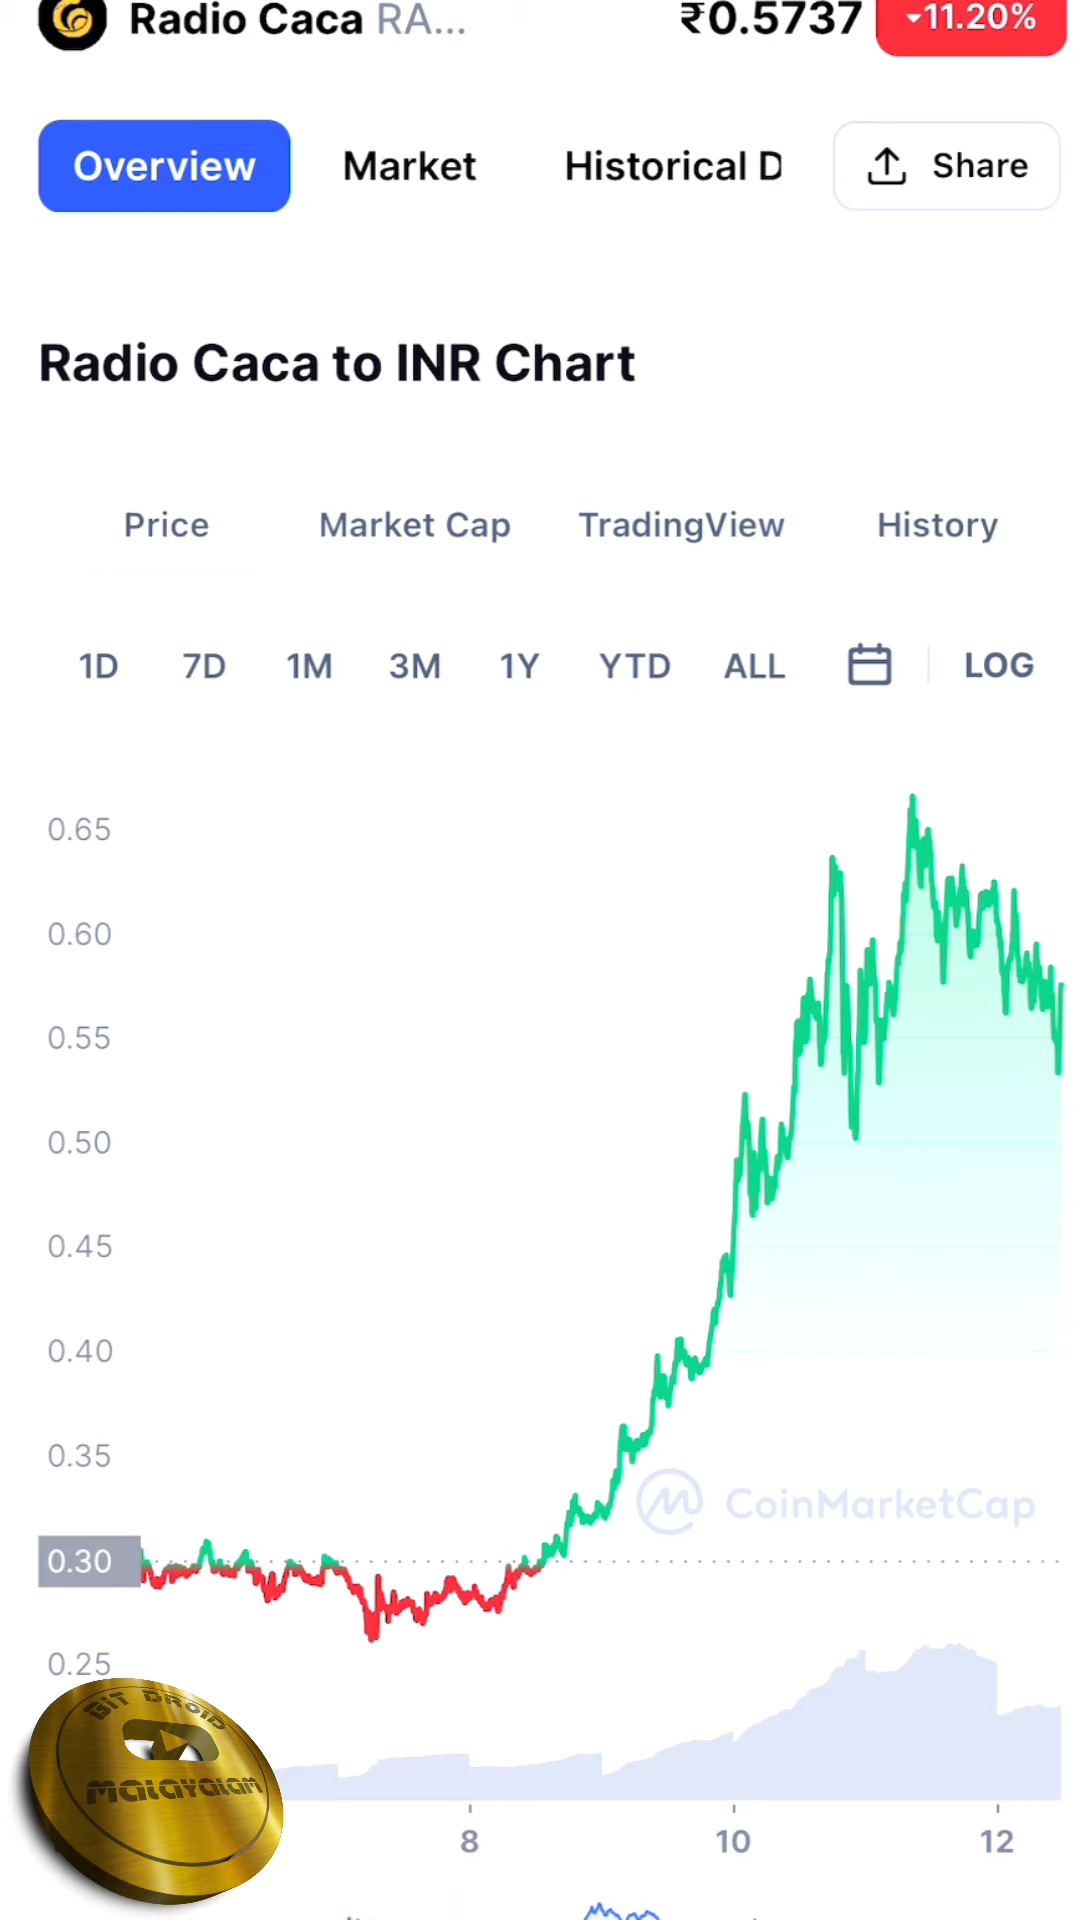 Radio Caca RA... ₹0.5737 11.20%
Overview Market Historical D Share
Radio Caca to INR Chart
Price Market Cap TradingView History
1D 7D 1M 3M 1Y YTD ALL LOG
0.65
0.60
0.55
0.50
0.45
0.40
0.35
CoinMarketCap
0.30
0.25
BIT DROID
MALAYALAM
8 10 12